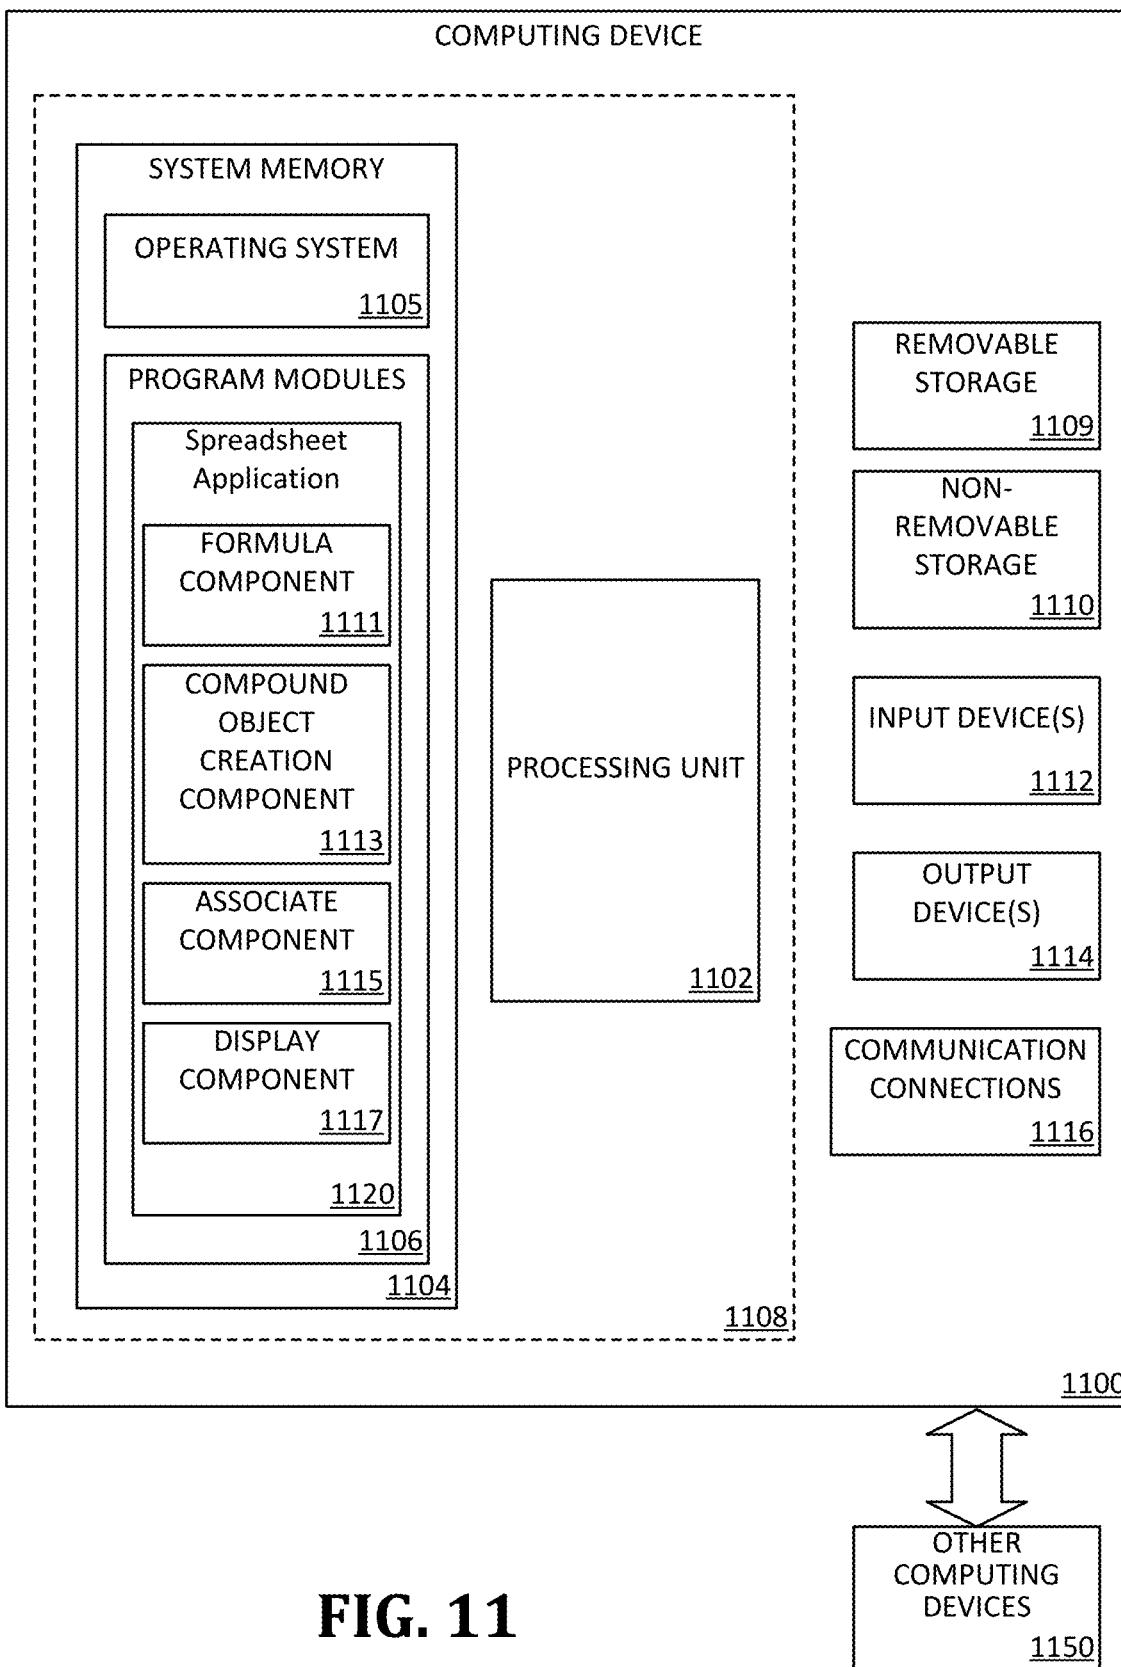 COMPUTING DEVICE
SYSTEM MEMORY
OPERATING SYSTEM
1105
PROGRAM MODULES
Spreadsheet
Application
FORMULA
COMPONENT
1111
COMPOUND
OBJECT
CREATION
COMPONENT
1113
ASSOCIATE
COMPONENT
1115
DISPLAY
COMPONENT
1117
1120
1106
1104
PROCESSING UNIT
1102
1108
REMOVABLE
STORAGE
1109
NON-
REMOVABLE
STORAGE
1110
INPUT DEVICE(S)
1112
OUTPUT
DEVICE(S)
1114
COMMUNICATION
CONNECTIONS
1116
1100
OTHER
COMPUTING
DEVICES
1150
FIG. 11